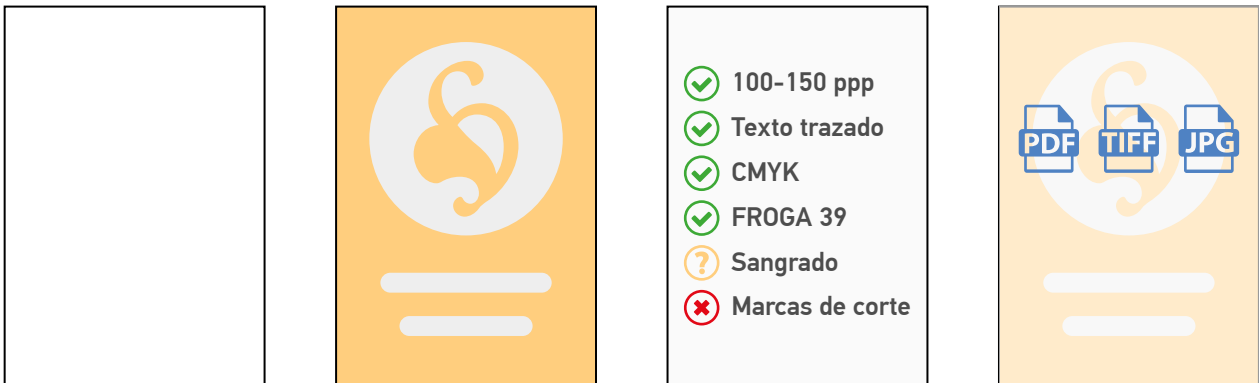 100-150 ppp
Texto trazado
CMYK
FROGA 39
Sangrado
Marcas de corte
PDF TIFF JPG